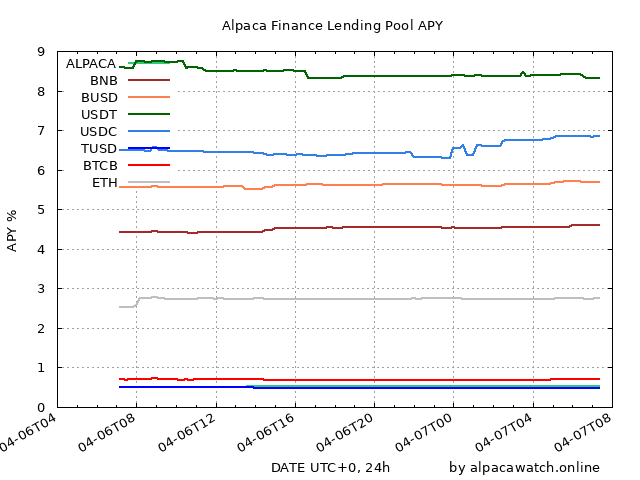 Alpaca Finance Lending Pool APY
9
8
7
6
5
4
3
2
1
0
APY %
ALPACA
BNB
BUSD
USDT
USDC
TUSD
BTCB
ETH
04-06T04
04-06T08
04-06T12
04-06T16
04-06T20
04-07T00
04-07T04
04-07T08
DATE UTC+0, 24h
by alpacawatch.online